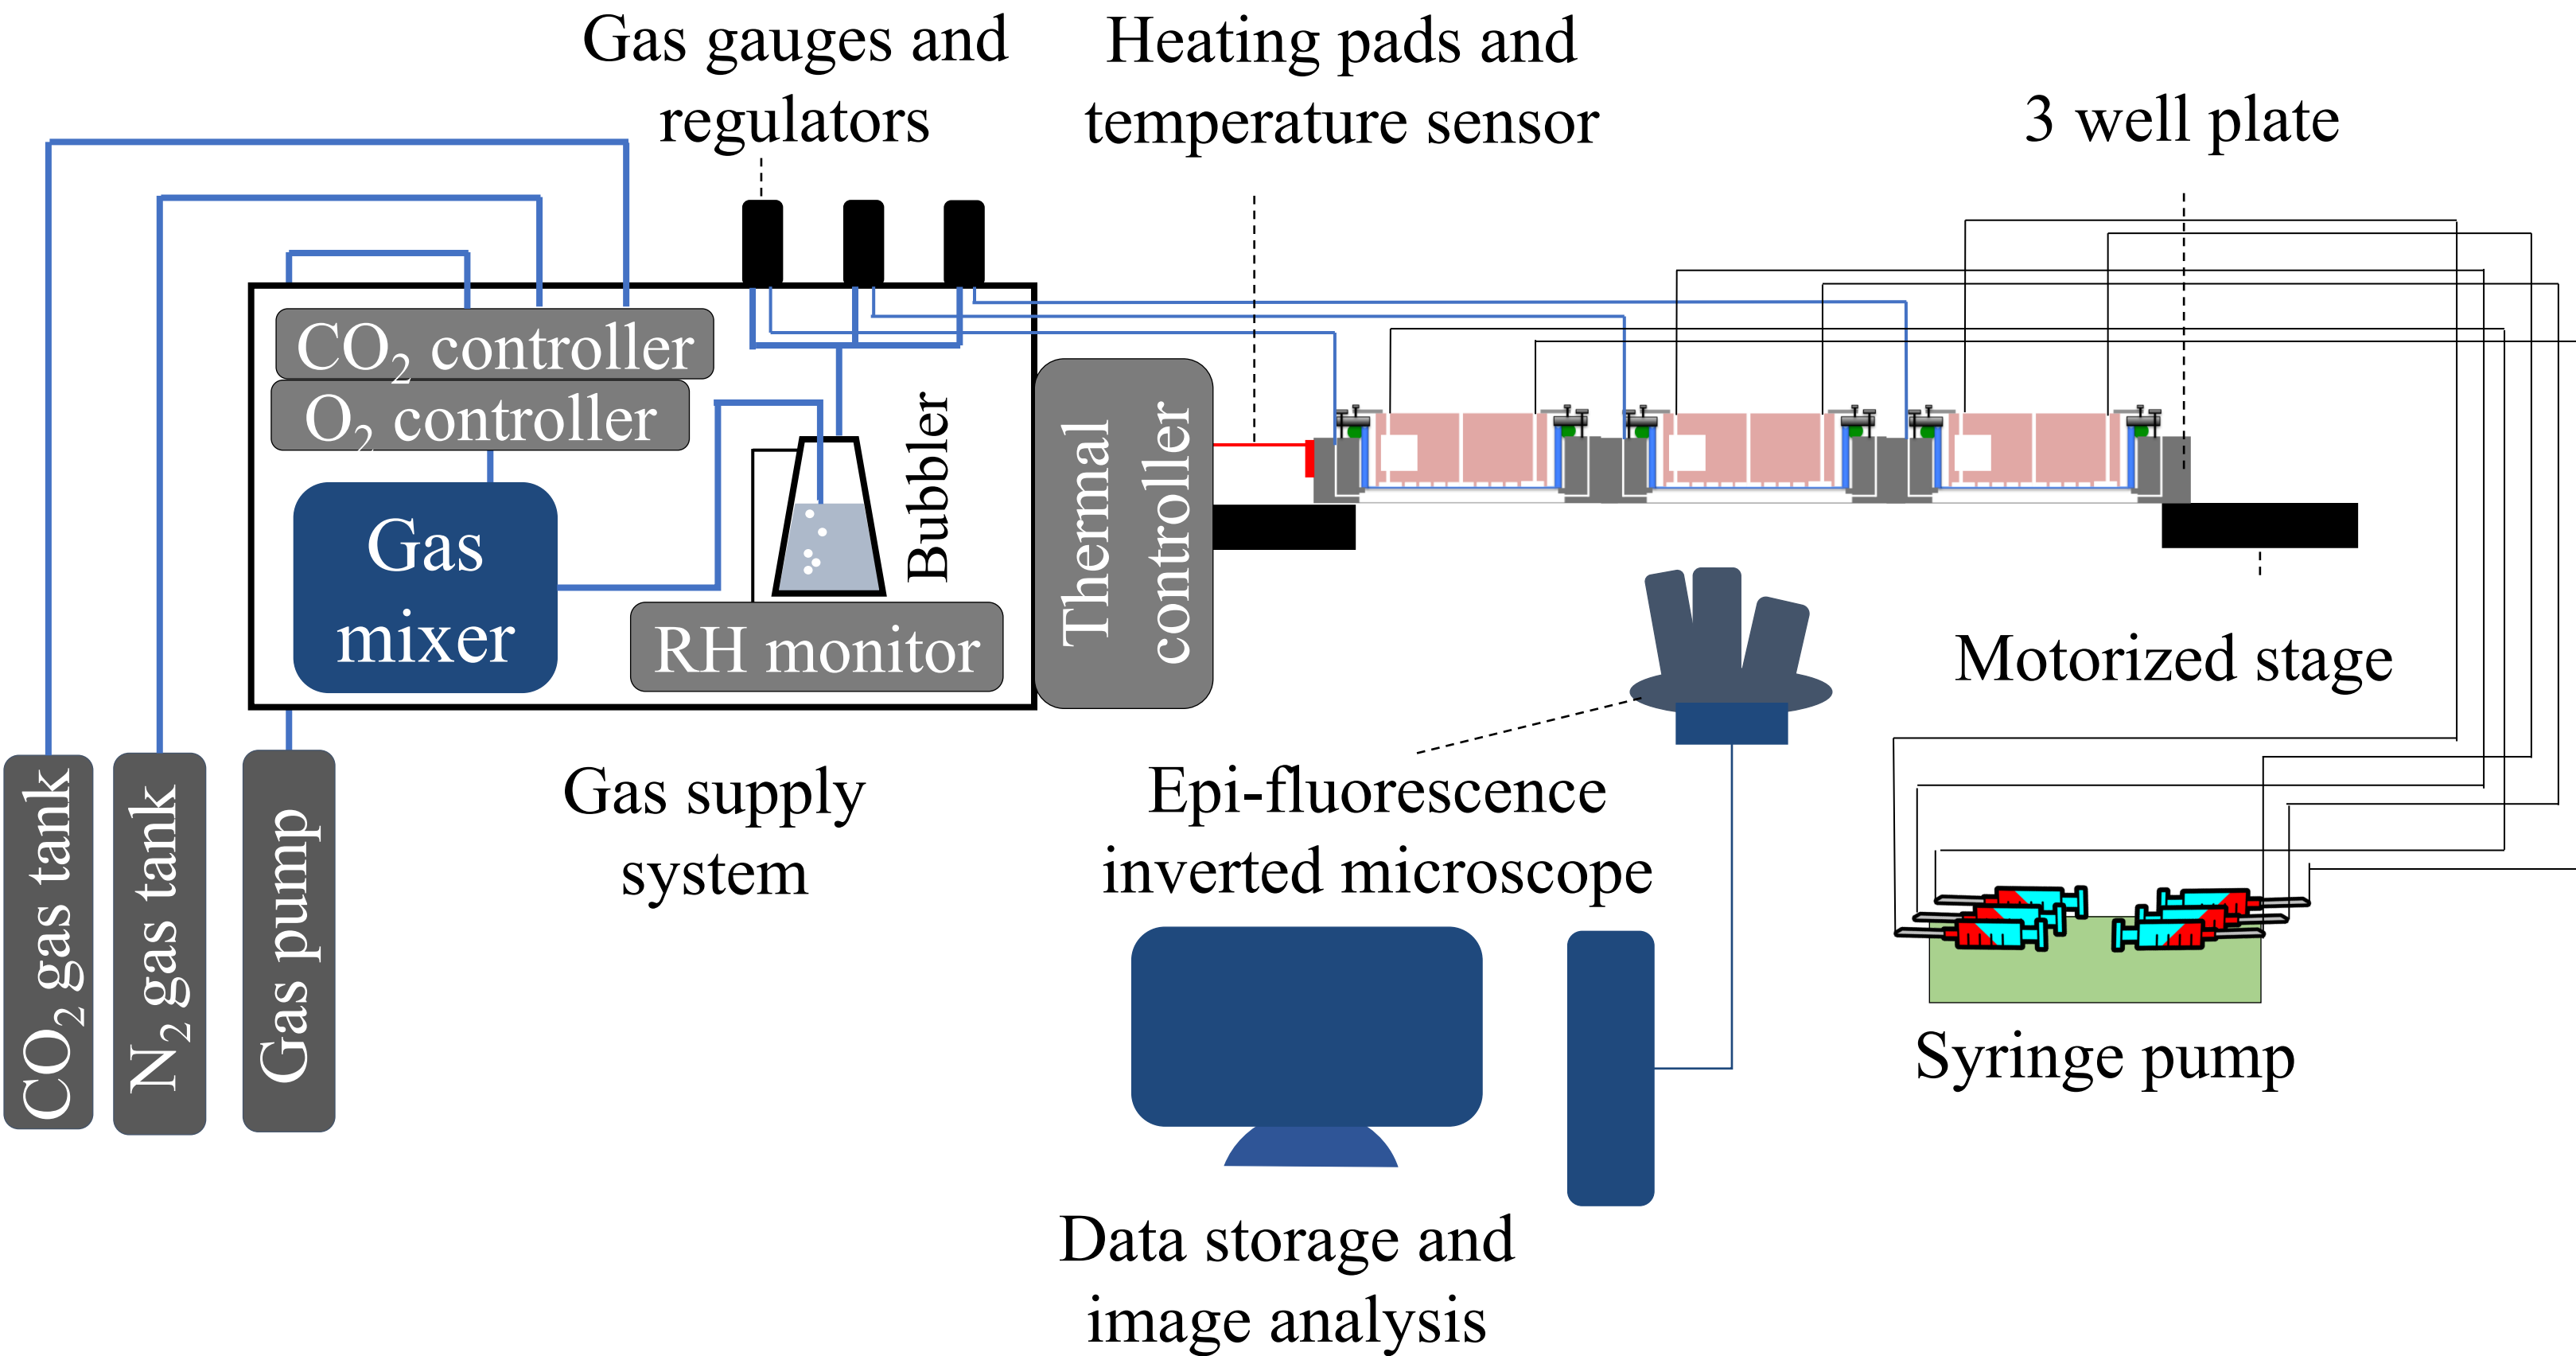 Gas gauges and
regulators
Heating pads and
temperature sensor
3 well plate
CO₂ controller
O₂ controller
Gas
mixer
Bubbler
RH monitor
Thermal
controller
Motorized stage
CO₂ gas tank
N₂ gas tank
Gas pump
Gas supply
system
Epi-fluorescence
inverted microscope
Syringe pump
Data storage and
image analysis